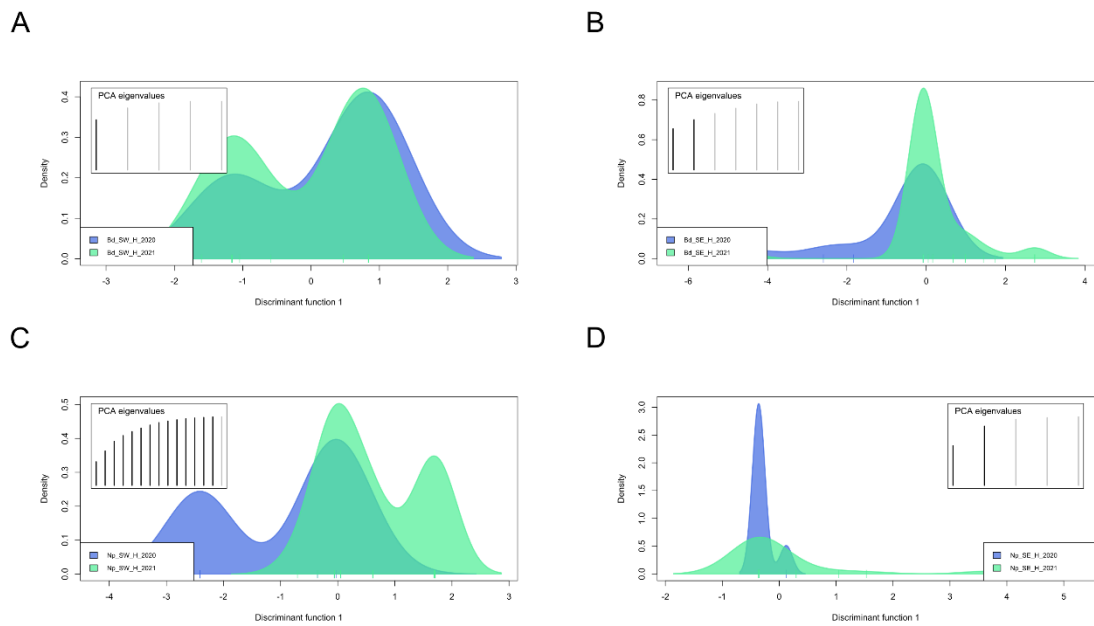 A
PCA eigenvalues
Density
0.0
0.1
0.2
0.3
0.4
Bd_SW_H_2020
Bd_SW_H_2021
-3 -2 -1 0 1 2 3
Discriminant function 1
B
PCA eigenvalues
Density
0.0
0.2
0.4
0.6
0.8
Bd_SE_H_2020
Bd_SE_H_2021
-6 -4 -2 0 2 4
Discriminant function 1
C
PCA eigenvalues
Density
0.0
0.1
0.2
0.3
0.4
0.5
Np_SW_H_2020
Np_SW_H_2021
-4 -3 -2 -1 0 1 2 3
Discriminant function 1
D
PCA eigenvalues
Density
0.0
0.5
1.0
1.5
2.0
2.5
3.0
Np_SE_H_2020
Np_SE_H_2021
-2 -1 0 1 2 3 4 5
Discriminant function 1